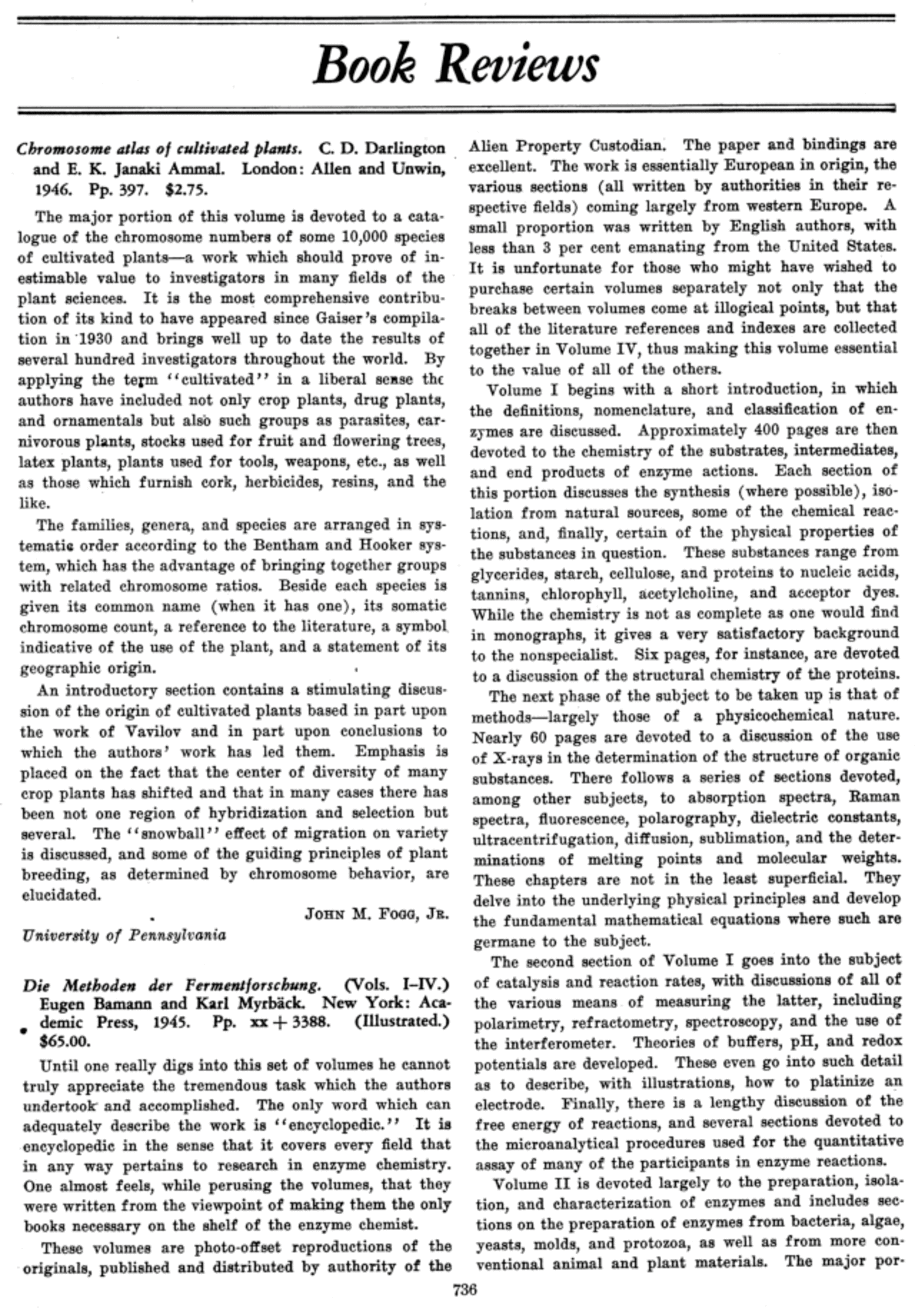 Book Reviews
Chromosome atlas of cultivated plants. C. D. Darlington
and E. K. Janaki Ammal. London: Allen and Unwin,
1946. Pp. 397. $2.75.
The major portion of this volume is devoted to a cata-
logue of the chromosome numbers of some 10,000 species
of cultivated plants—a work which should prove of in-
estimable value to investigators in many fields of the
plant sciences. It is the most comprehensive contribu-
tion of its kind to have appeared since Gaiser's compila-
tion in 1930 and brings well up to date the results of
several hundred investigators throughout the world. By
applying the term ''cultivated'' in a liberal sense the
authors have included not only crop plants, drug plants,
and ornamentals but also such groups as parasites, car-
nivorous plants, stocks used for fruit and flowering trees,
latex plants, plants used for tools, weapons, etc., as well
as those which furnish cork, herbicides, resins, and the
like.
The families, genera, and species are arranged in sys-
tematic order according to the Bentham and Hooker sys-
tem, which has the advantage of bringing together groups
with related chromosome ratios. Beside each species is
given its common name (when it has one), its somatic
chromosome count, a reference to the literature, a symbol
indicative of the use of the plant, and a statement of its
geographic origin.
An introductory section contains a stimulating discus-
sion of the origin of cultivated plants based in part upon
the work of Vavilov and in part upon conclusions to
which the authors' work has led them. Emphasis is
placed on the fact that the center of diversity of many
crop plants has shifted and that in many cases there has
been not one region of hybridization and selection but
several. The ''snowball'' effect of migration on variety
is discussed, and some of the guiding principles of plant
breeding, as determined by chromosome behavior, are
elucidated.
JOHN M. FOGG, JR.
University of Pennsylvania
Die Methoden der Fermentforschung. (Vols. I–IV.)
Eugen Bamann and Karl Myrbäck. New York: Aca-
demic Press, 1945. Pp. xx + 3388. (Illustrated.)
$65.00.
Until one really digs into this set of volumes he cannot
truly appreciate the tremendous task which the authors
undertook and accomplished. The only word which can
adequately describe the work is ''encyclopedic.'' It is
encyclopedic in the sense that it covers every field that
in any way pertains to research in enzyme chemistry.
One almost feels, while perusing the volumes, that they
were written from the viewpoint of making them the only
books necessary on the shelf of the enzyme chemist.
These volumes are photo-offset reproductions of the
originals, published and distributed by authority of the
Alien Property Custodian. The paper and bindings are
excellent. The work is essentially European in origin, the
various sections (all written by authorities in their re-
spective fields) coming largely from western Europe. A
small proportion was written by English authors, with
less than 3 per cent emanating from the United States.
It is unfortunate for those who might have wished to
purchase certain volumes separately not only that the
breaks between volumes come at illogical points, but that
all of the literature references and indexes are collected
together in Volume IV, thus making this volume essential
to the value of all of the others.
Volume I begins with a short introduction, in which
the definitions, nomenclature, and classification of en-
zymes are discussed. Approximately 400 pages are then
devoted to the chemistry of the substrates, intermediates,
and end products of enzyme actions. Each section of
this portion discusses the synthesis (where possible), iso-
lation from natural sources, some of the chemical reac-
tions, and, finally, certain of the physical properties of
the substances in question. These substances range from
glycerides, starch, cellulose, and proteins to nucleic acids,
tannins, chlorophyll, acetylcholine, and acceptor dyes.
While the chemistry is not as complete as one would find
in monographs, it gives a very satisfactory background
to the nonspecialist. Six pages, for instance, are devoted
to a discussion of the structural chemistry of the proteins.
The next phase of the subject to be taken up is that of
methods—largely those of a physicochemical nature.
Nearly 60 pages are devoted to a discussion of the use
of X-rays in the determination of the structure of organic
substances. There follows a series of sections devoted,
among other subjects, to absorption spectra, Raman
spectra, fluorescence, polarography, dielectric constants,
ultracentrifugation, diffusion, sublimation, and the deter-
minations of melting points and molecular weights.
These chapters are not in the least superficial. They
delve into the underlying physical principles and develop
the fundamental mathematical equations where such are
germane to the subject.
The second section of Volume I goes into the subject
of catalysis and reaction rates, with discussions of all of
the various means of measuring the latter, including
polarimetry, refractometry, spectroscopy, and the use of
the interferometer. Theories of buffers, pH, and redox
potentials are developed. These even go into such detail
as to describe, with illustrations, how to platinize an
electrode. Finally, there is a lengthy discussion of the
free energy of reactions, and several sections devoted to
the microanalytical procedures used for the quantitative
assay of many of the participants in enzyme reactions.
Volume II is devoted largely to the preparation, isola-
tion, and characterization of enzymes and includes sec-
tions on the preparation of enzymes from bacteria, algae,
yeasts, molds, and protozoa, as well as from more con-
ventional animal and plant materials. The major por-
736